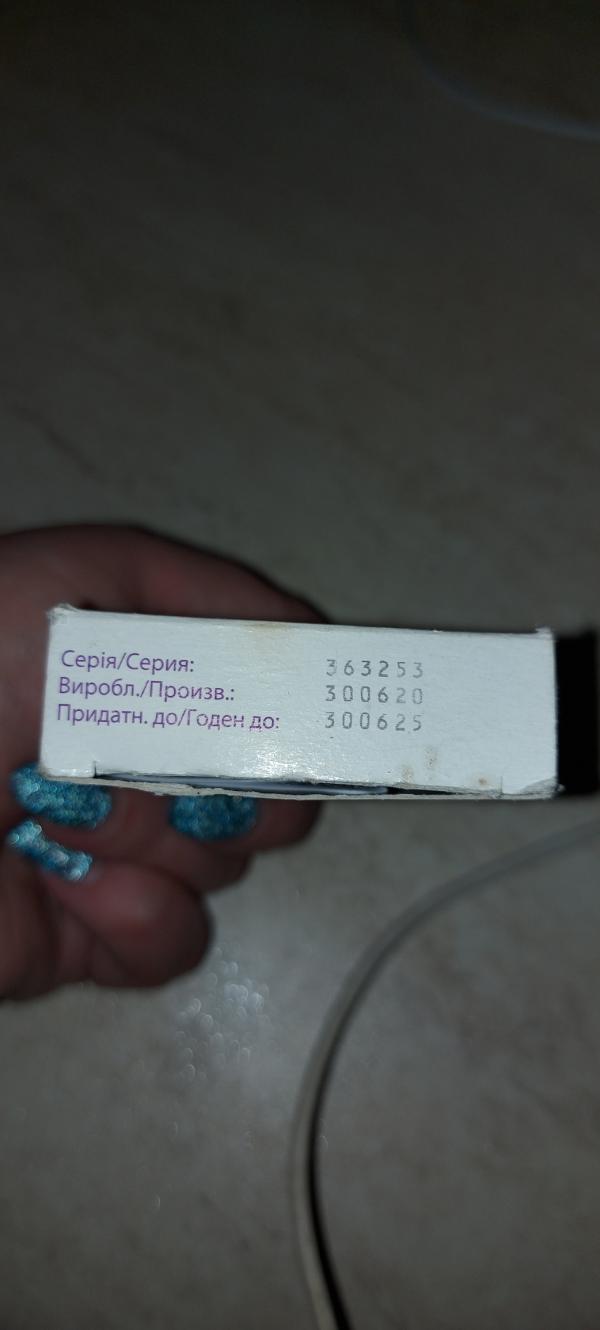 Серія/Серия: 363253
Виробл./Произв.: 300620
Придатн. до/Годен до: 300625